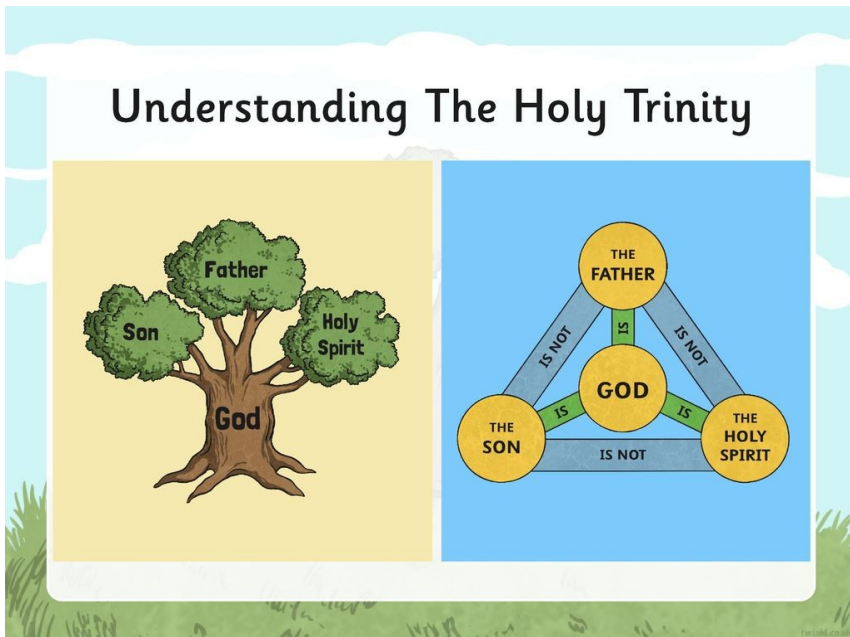 Understanding The Holy Trinity
Father
Son
Holy
Spirit
God
THE
FATHER
IS NOT
IS
IS NOT
GOD
IS
IS
THE
SON
IS NOT
THE
HOLY
SPIRIT